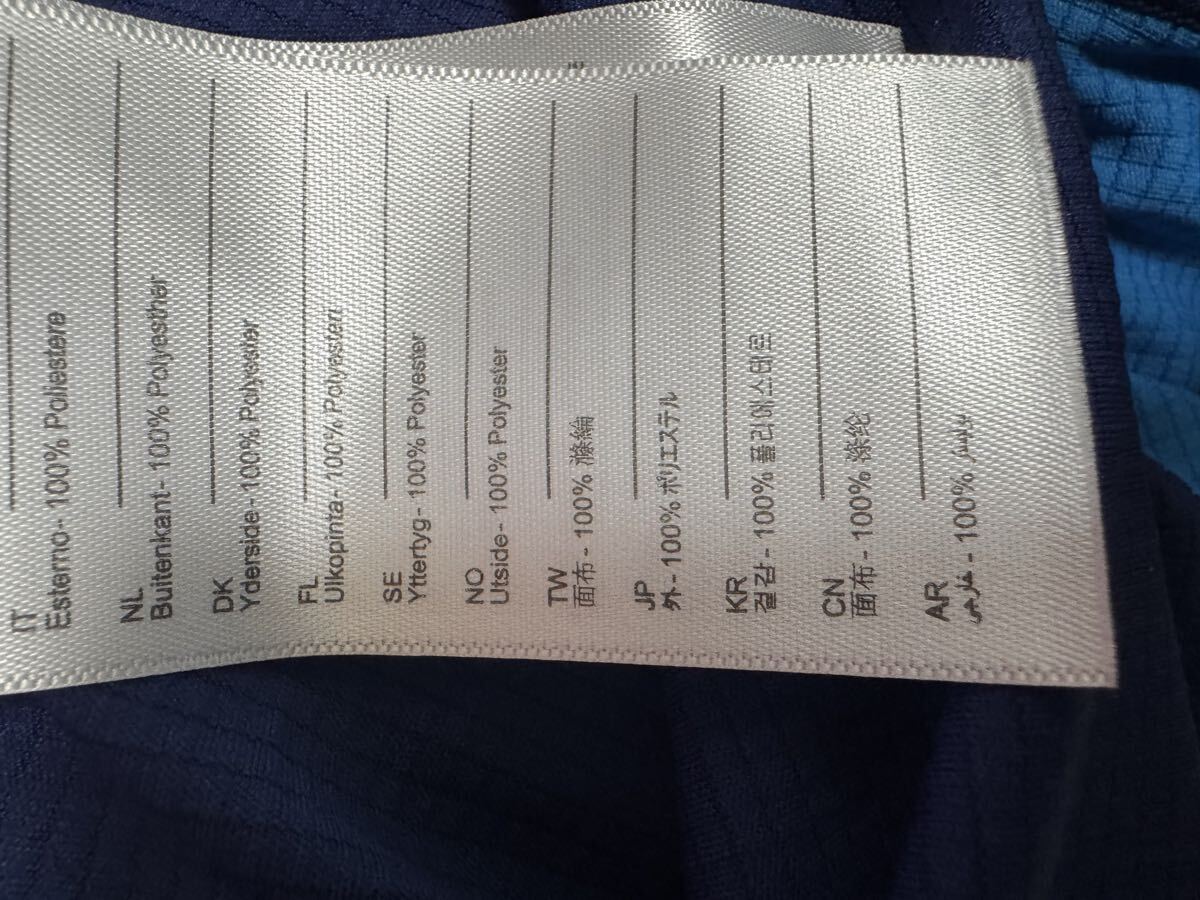 IT
Esterno- 100% Poliestere
NL
Buitenkant- 100% Polyesther
DK
Yderside- 100% Polyester
FL
Ulkopinta- 100% Polyesteri
SE
Yttertyg- 100% Polyester
NO
Utside- 100% Polyester
TW
面布 - 100% 滌綸
JP
外- 100% ポリエステル
KR
겉감 - 100% 폴리에스테르
CN
面布 - 100% 涤纶
AR
خارجي - 100%